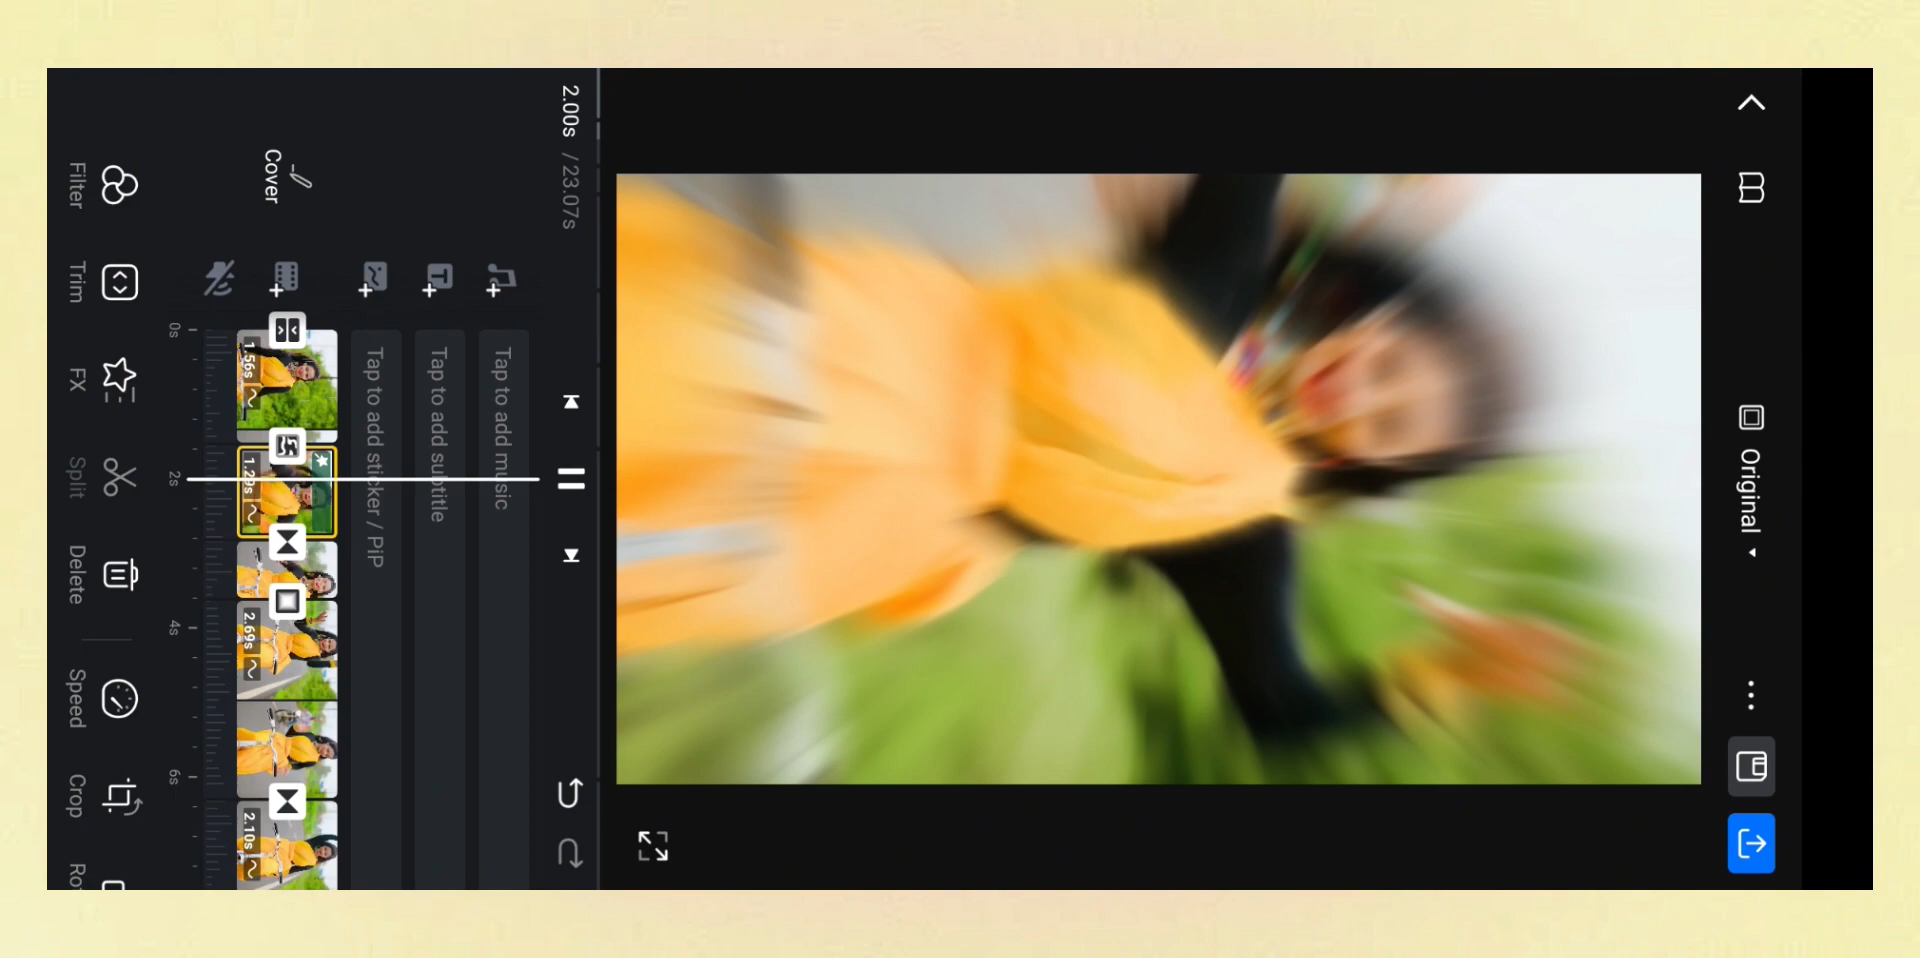 Original
2.00s / 23.07s
Tap to add music
Tap to add subtitle
Tap to add sticker / PiP
Cover
1.56s
1.29s
2.69s
2.10s
0s
2s
4s
6s
Filter
Trim
FX
Split
Delete
Speed
Crop